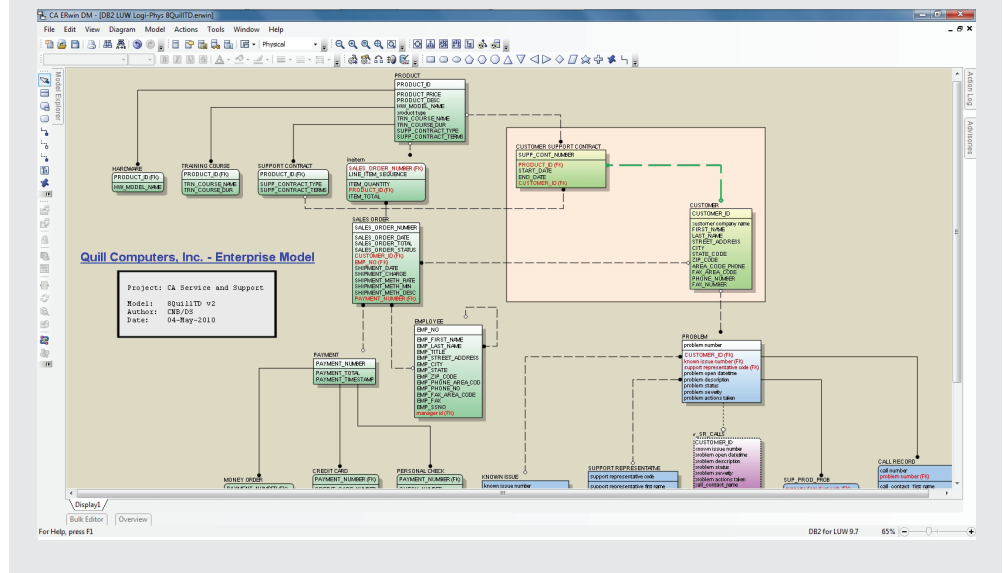 CA ERwin DM - [DB2 LUW Logi-Phys 8QuillTD.erwin]
File Edit View Diagram Model Actions Tools Window Help
Physical
Model Explorer
Action Log
Advisories
PRODUCT
PRODUCT_ID
PRODUCT_PRICE
PRODUCT_DESC
HW_MODEL_NAME
product type
TRN_COURSE_NAME
TRN_COURSE_DUR
SUPP_CONTRACT_TYPE
SUPP_CONTRACT_TERMS
HARDWARE
PRODUCT_ID (FK)
HW_MODEL_NAME
TRAINING COURSE
PRODUCT_ID (FK)
TRN_COURSE_NAME
TRN_COURSE_DUR
SUPPORT CONTRACT
PRODUCT_ID (FK)
SUPP_CONTRACT_TYPE
SUPP_CONTRACT_TERMS
SALES_ORDER_NUMBER (FK)
LINE_ITEM_SEQUENCE
ITEM_QUANTITY
PRODUCT_ID (FK)
ITEM_TOTAL
CUSTOMER SUPPORT CONTRACT
SUPP_CONT_NUMBER
PRODUCT_ID (FK)
START_DATE
END_DATE
CUSTOMER_ID (FK)
CUSTOMER
CUSTOMER_ID
customer company name
FIRST_NAME
LAST_NAME
STREET_ADDRESS
CITY
STATE_CODE
ZIP_CODE
AREA_CODE_PHONE
FAX_AREA_CODE
PHONE_NUMBER
FAX_NUMBER
SALES ORDER
SALES_ORDER_NUMBER
SALES_ORDER_DATE
SALES_ORDER_TOTAL
SALES_ORDER_STATUS
CUSTOMER_ID (FK)
EMP_NO (FK)
SHIPMENT_DATE
SHIPMENT_CHARGE
SHIPMENT_METH_RATE
SHIPMENT_METH_MIN
SHIPMENT_METH_DESC
PAYMENT_NUMBER (FK)
Quill Computers, Inc. - Enterprise Model
Project: CA Service and Support
Model: 8QuillTD v2
Author: CNB/DS
Date: 04-May-2010
EMPLOYEE
EMP_NO
EMP_FIRST_NAME
EMP_LAST_NAME
EMP_TITLE
EMP_STREET_ADDRESS
EMP_CITY
EMP_STATE
EMP_ZIP_CODE
EMP_PHONE_AREA_COD
EMP_PHONE_NO
EMP_FAX_AREA_CODE
EMP_FAX
EMP_SSNO
manager id (FK)
PROBLEM
problem number
CUSTOMER_ID (FK)
known issue number (FK)
support representative code (FK)
problem open datetime
problem description
problem status
problem severity
problem actions taken
PAYMENT
PAYMENT_NUMBER
PAYMENT_TOTAL
PAYMENT_TIMESTAMP
SR_CALLS
CUSTOMER_ID
known issue number
problem open datetime
problem description
problem status
problem severity
problem actions taken
call_contact_name
MONEY ORDER
CREDIT CARD
PAYMENT_NUMBER (FK)
PERSONAL CHECK
PAYMENT_NUMBER (FK)
KNOWN ISSUE
known issue number
SUPPORT REPRESENTATIVE
support representative code
support representative first name
SUP_PROD_PROB
CALL RECORD
call number
problem number (FK)
call_contact_first name
Display1
Bulk Editor Overview
For Help, press F1
DB2 for LUW 9.7 65%